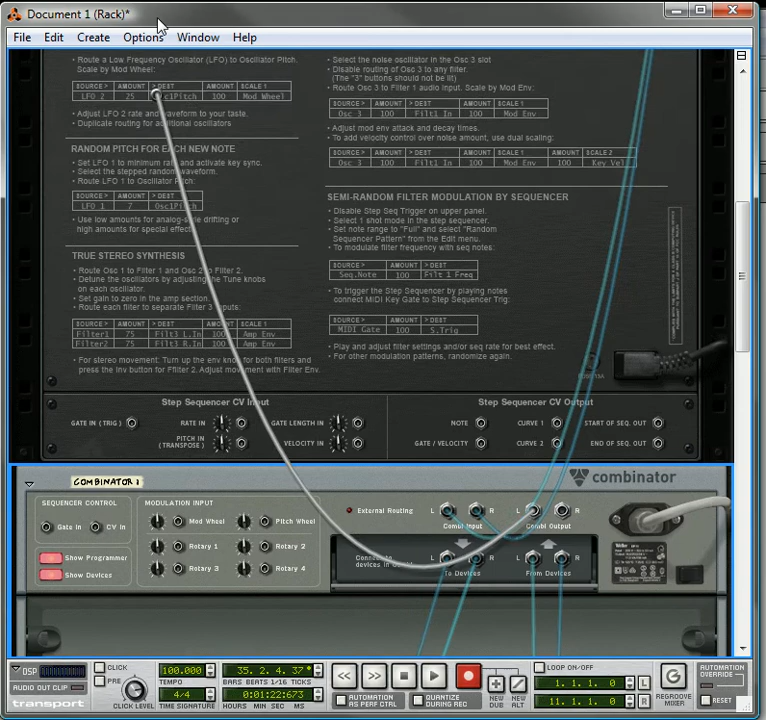 Document 1 (Rack)*
File Edit Create Options Window Help
• Route a Low Frequency Oscillator (LFO) to Oscillator Pitch.
Scale by Mod Wheel:
SOURCE> AMOUNT >DEST AMOUNT SCALE 1
LFO 2 25 c1Pitch 100 Mod Wheel
• Adjust LFO 2 rate and waveform to your taste.
• Duplicate routing for additional oscillators
RANDOM PITCH FOR EACH NEW NOTE
• Set LFO 1 to minimum rate and activate key sync.
• Select the stepped random waveform.
• Route LFO 1 to Oscillator Pitch:
SOURCE> AMOUNT >DEST
LFO 1 7 Osc1Pitch
• Use low amounts for analog-style drifting or
high amounts for special effect
TRUE STEREO SYNTHESIS
• Route Osc 1 to Filter 1 and Osc 2 to Filter 2.
• Detune the oscillators by adjusting the Tune knobs
on each oscillator.
• Set gain to zero in the amp section.
• Route each filter to separate Filter 3 inputs:
SOURCE> AMOUNT >DEST AMOUNT SCALE 1
Filter1 75 Filt3 L.In 100 Amp Env
Filter2 75 Filt3 R.In 100 Amp Env
• For stereo movement: Turn up the env knob for both filters and
press the Inv button for Ffilter 2. Adjust movement with Filter Env.
• Select the noise oscillator in the Osc 3 slot
• Disable routing of Osc 3 to any filter.
(The "3" buttons should not be lit)
• Route Osc 3 to Filter 1 audio input. Scale by Mod Env:
SOURCE> AMOUNT >DEST AMOUNT SCALE 1
Osc 3 100 Filt1 In 100 Mod Env
• Adjust mod env attack and decay times.
• To add velocity control over noise amount, use dual scaling:
SOURCE> AMOUNT >DEST AMOUNT SCALE 1 AMOUNT SCALE 2
Osc 3 100 Filt1 In 100 Mod Env 100 Key Vel
SEMI-RANDOM FILTER MODULATION BY SEQUENCER
• Disable Step Seq Trigger on upper panel.
• Select 1 shot mode in the step sequencer.
• Set note range to "Full" and select "Random
Sequencer Pattern" from the Edit menu.
• To modulate filter frequency with seq notes:
SOURCE> AMOUNT >DEST
Seq.Note 100 Filt 1 Freq
• To trigger the Step Sequencer by playing notes
connect MIDI Key Gate to Step Sequencer Trig:
SOURCE> AMOUNT >DEST
MIDI Gate 100 S.Trig
• Play and adjust filter settings and/or seq rate for best effect.
• For other modulation patterns, randomize again.
Step Sequencer CV Input
GATE IN (TRIG) RATE IN GATE LENGTH IN
PITCH IN (TRANSPOSE) VELOCITY IN
Step Sequencer CV Output
NOTE CURVE 1 START OF SEQ. OUT
GATE / VELOCITY CURVE 2 END OF SEQ. OUT
COMBINATOR 1
combinator
SEQUENCER CONTROL
Gate In CV In
Show Programmer
Show Devices
MODULATION INPUT
Mod Wheel Pitch Wheel
Rotary 1 Rotary 2
Rotary 3 Rotary 4
External Routing
L R
Combi Input
L R
Combi Output
L R
To Devices
L R
From Devices
DSP
AUDIO OUT CLIP
transport
CLICK
PRE
CLICK LEVEL
100.000
TEMPO
4/4
TIME SIGNATURE
35. 2. 4. 37*
BARS BEATS 1/16 TICKS
0:01:22:673
HOURS MIN SEC MS
AUTOMATION AS PERF CTRL
QUANTIZE DURING REC
NEW DUB
NEW ALT
LOOP ON/OFF
1. 1. 1. 0 L
11. 1. 1. 0 R
REGROOVE MIXER
AUTOMATION OVERRIDE
RESET